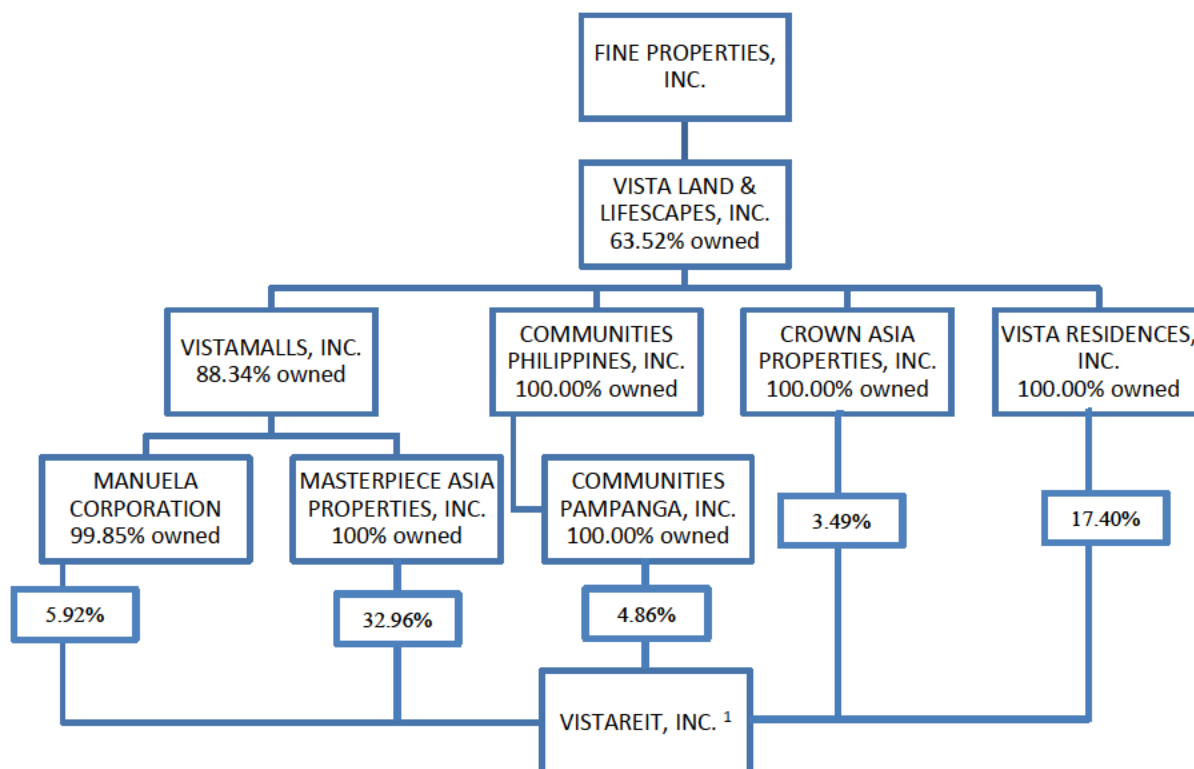 FINE PROPERTIES,
INC.
VISTA LAND &
LIFESCAPES, INC.
63.52% owned
VISTAMALLS, INC.
88.34% owned
COMMUNITIES
PHILIPPINES, INC.
100.00% owned
CROWN ASIA
PROPERTIES, INC.
100.00% owned
VISTA RESIDENCES,
INC.
100.00% owned
MANUELA
CORPORATION
99.85% owned
MASTERPIECE ASIA
PROPERTIES, INC.
100% owned
COMMUNITIES
PAMPANGA, INC.
100.00% owned
3.49%
17.40%
5.92%
32.96%
4.86%
VISTAREIT, INC. ¹